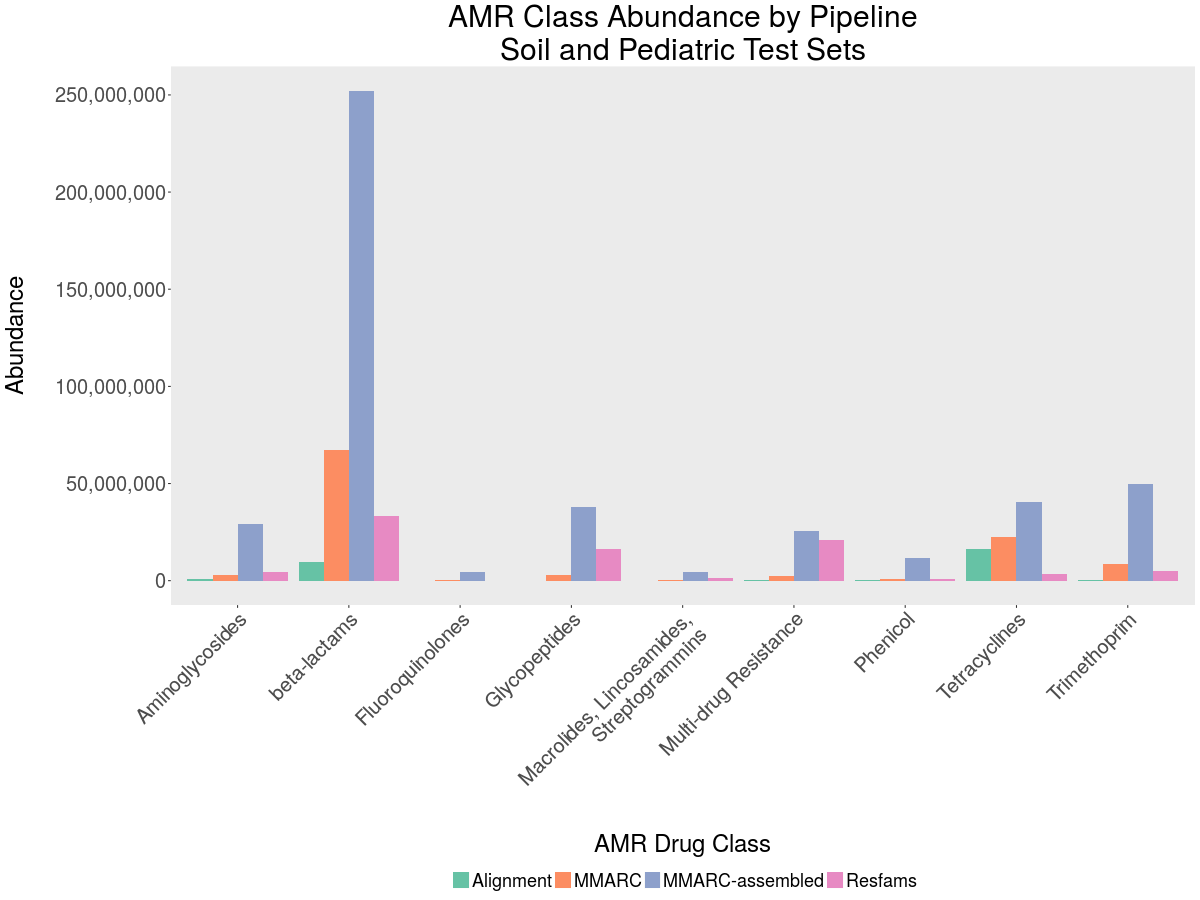 AMR Class Abundance by Pipeline
Soil and Pediatric Test Sets
Abundance
250,000,000
200,000,000
150,000,000
100,000,000
50,000,000
0
Aminoglycosides
beta-lactams
Fluoroquinolones
Glycopeptides
Macrolides, Lincosamides,
Streptogrammins
Multi-drug Resistance
Phenicol
Tetracyclines
Trimethoprim
AMR Drug Class
Alignment MMARC MMARC-assembled Resfams